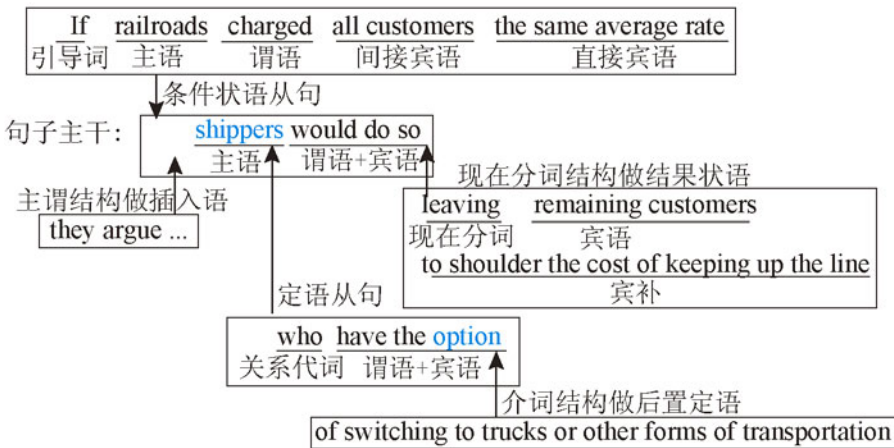 If railroads charged all customers the same average rate
引导词 主语 谓语 间接宾语 直接宾语
条件状语从句
句子主干: shippers would do so
主语 谓语+宾语
现在分词结构做结果状语
主谓结构做插入语
they argue ...
leaving remaining customers
现在分词 宾语
to shoulder the cost of keeping up the line
宾补
定语从句
who have the option
关系代词 谓语+宾语
介词结构做后置定语
of switching to trucks or other forms of transportation